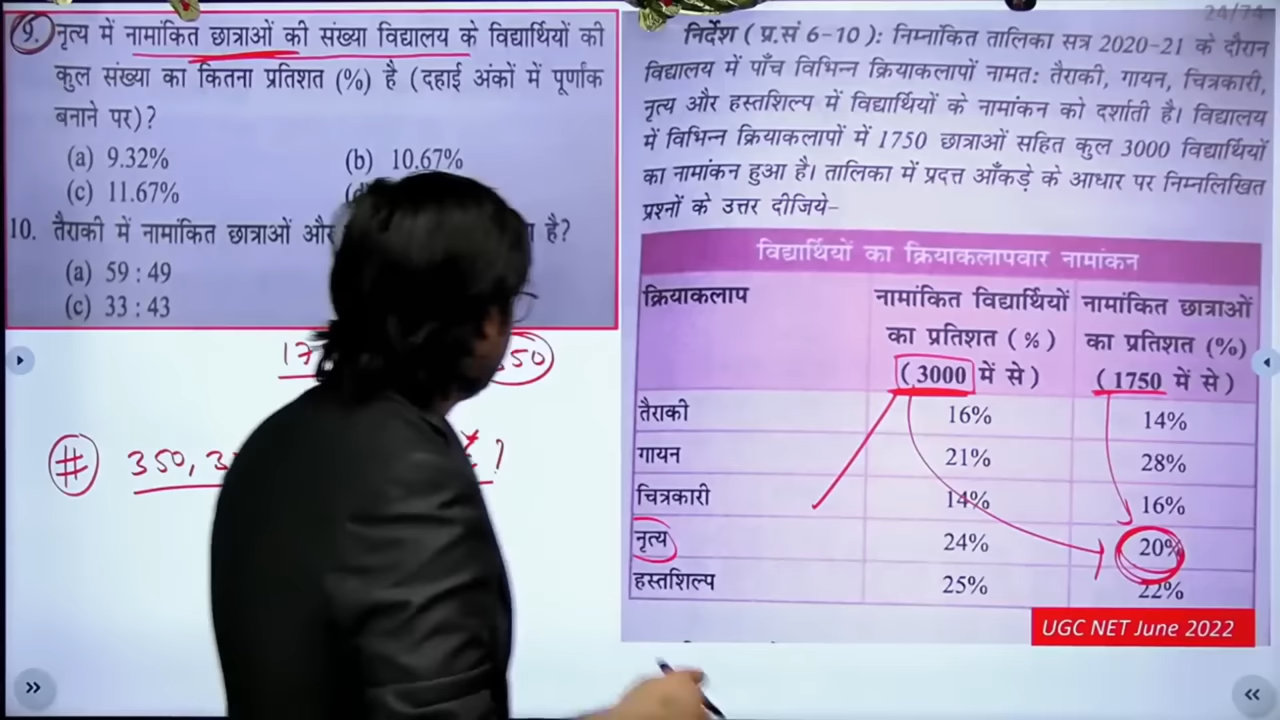 9. नृत्य में नामांकित छात्राओं की संख्या विद्यालय के विद्यार्थियों की
कुल संख्या का कितना प्रतिशत (%) है (दहाई अंकों में पूर्णांक
बनाने पर)?
(a) 9.32% (b) 10.67%
(c) 11.67%
10. तैराकी में नामांकित छात्राओं और है?
(a) 59 : 49
(c) 33 : 43
# 350, ?
24/74
निर्देश ( प्र.सं 6-10 ) : निम्नांकित तालिका सत्र 2020-21 के दौरान
विद्यालय में पाँच विभिन्न क्रियाकलापों नामत: तैराकी, गायन, चित्रकारी,
नृत्य और हस्तशिल्प में विद्यार्थियों के नामांकन को दर्शाती है। विद्यालय
में विभिन्न क्रियाकलापों में 1750 छात्राओं सहित कुल 3000 विद्यार्थियों
का नामांकन हुआ है। तालिका में प्रदत्त आँकड़े के आधार पर निम्नलिखित
प्रश्नों के उत्तर दीजिये–
विद्यार्थियों का क्रियाकलापवार नामांकन
क्रियाकलाप नामांकित विद्यार्थियों नामांकित छात्राओं
का प्रतिशत ( % ) का प्रतिशत (%)
( 3000 में से ) ( 1750 में से )
तैराकी 16% 14%
गायन 21% 28%
चित्रकारी 14% 16%
नृत्य 24% 20%
हस्तशिल्प 25% 22%
UGC NET June 2022